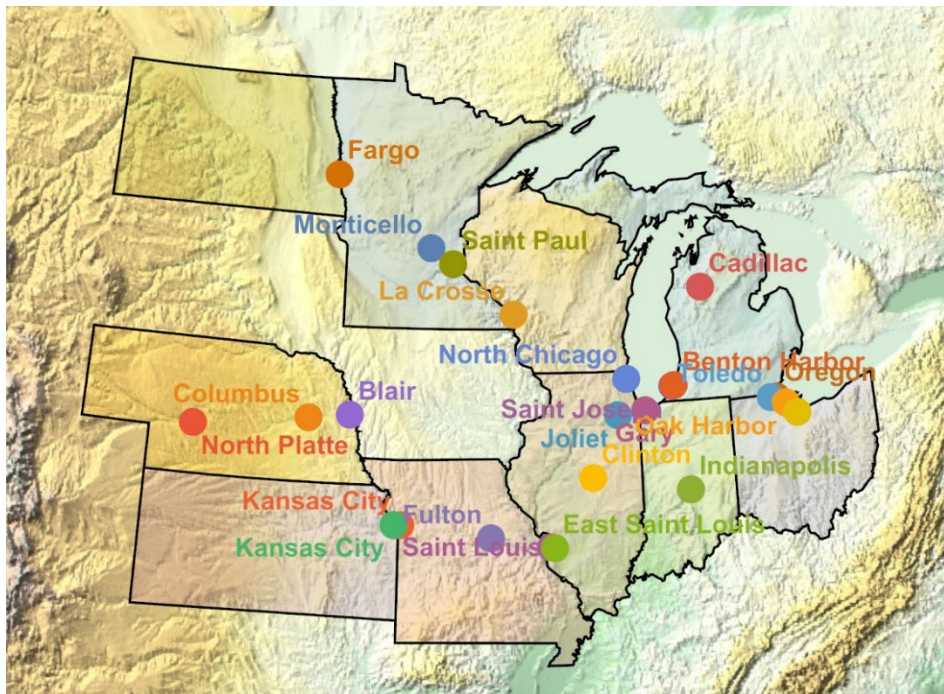 Fargo
Monticello
Saint Paul
Cadillac
La Crosse
North Chicago
Benton Harbor
Toledo
Oregon
Columbus
Blair
Saint Jose
Gary
Oak Harbor
Joliet
North Platte
Clinton
Indianapolis
Kansas City
Fulton
East Saint Louis
Kansas City
Saint Louis